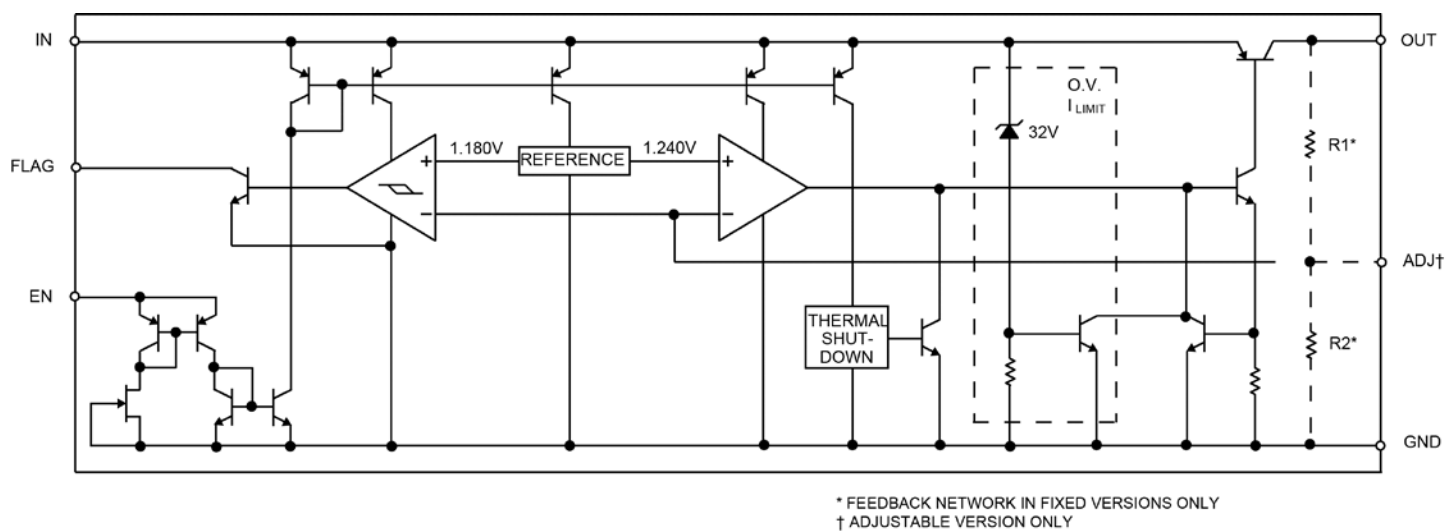 IN
OUT
O.V.
I LIMIT
32V
1.180V
REFERENCE
1.240V
R1*
FLAG
+
+
−
−
ADJ†
EN
THERMAL
SHUT-
DOWN
R2*
GND
* FEEDBACK NETWORK IN FIXED VERSIONS ONLY
† ADJUSTABLE VERSION ONLY